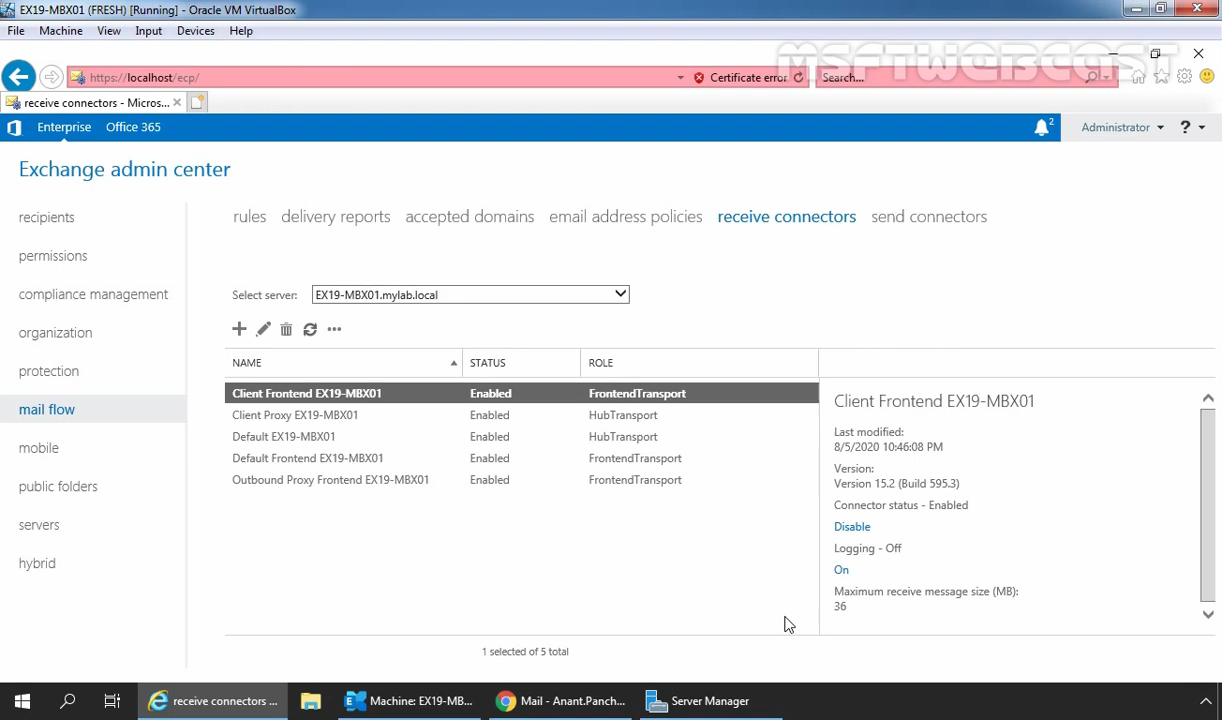 EX19-MBX01 (FRESH) [Running] - Oracle VM VirtualBox
File Machine View Input Devices Help
MSFTWEBCAST
https://localhost/ecp/ Certificate error Search...
receive connectors - Micros...
Enterprise Office 365 2 Administrator ?
Exchange admin center
recipients
permissions
compliance management
organization
protection
mail flow
mobile
public folders
servers
hybrid
rules delivery reports accepted domains email address policies receive connectors send connectors
Select server: EX19-MBX01.mylab.local
NAME STATUS ROLE
Client Frontend EX19-MBX01 Enabled FrontendTransport
Client Proxy EX19-MBX01 Enabled HubTransport
Default EX19-MBX01 Enabled HubTransport
Default Frontend EX19-MBX01 Enabled FrontendTransport
Outbound Proxy Frontend EX19-MBX01 Enabled FrontendTransport
Client Frontend EX19-MBX01
Last modified:
8/5/2020 10:46:08 PM
Version:
Version 15.2 (Build 595.3)
Connector status - Enabled
Disable
Logging - Off
On
Maximum receive message size (MB):
36
1 selected of 5 total
receive connectors ... Machine: EX19-MB... Mail - Anant.Panch... Server Manager